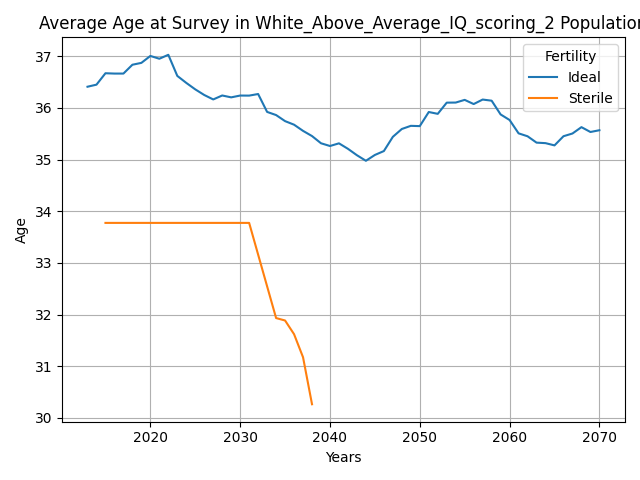 Average Age at Survey in White_Above_Average_IQ_scoring_2 Population
Fertility
Ideal
Sterile
37
36
35
34
33
32
31
30
Age
2020 2030 2040 2050 2060 2070
Years